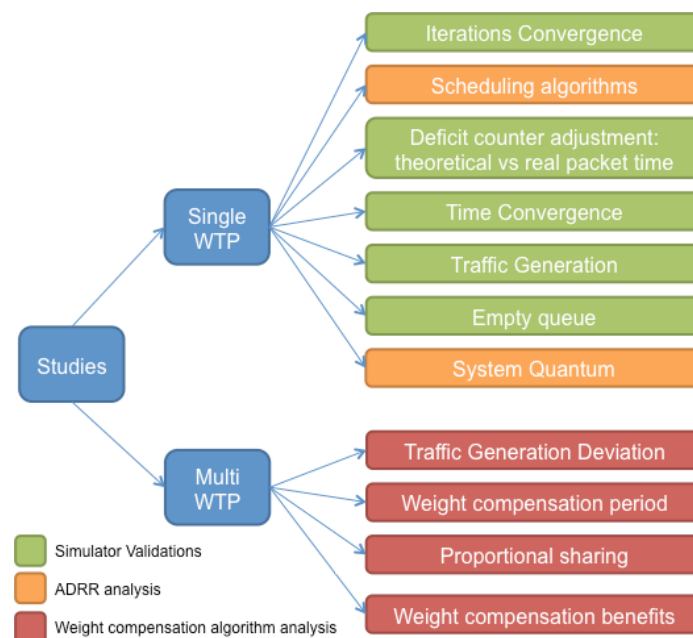 Iterations Convergence
Scheduling algorithms
Deficit counter adjustment:
theoretical vs real packet time
Single
WTP
Time Convergence
Traffic Generation
Empty queue
Studies
System Quantum
Traffic Generation Deviation
Multi
WTP
Weight compensation period
Proportional sharing
Weight compensation benefits
Simulator Validations
ADRR analysis
Weight compensation algorithm analysis